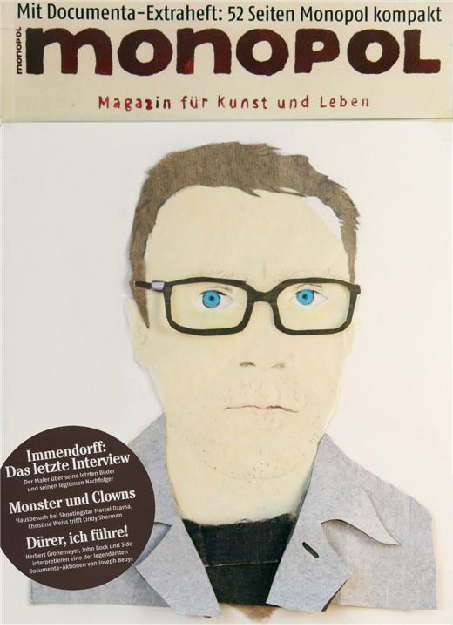 Mit Documenta-Extraheft: 52 Seiten Monopol kompakt
monopol
monopol
Magazin für Kunst und Leben
Immendorff:
Das letzte Interview
Der Maler über seine letzten Bilder
und seinen legitimen Nachfolger
Monster und Clowns
Hausbesuch bei Shootingstar Marcel Dzama,
Christina Weiss trifft Cindy Sherman
Dürer, ich führe!
Herbert Grönemeyer, John Bock und
interpretieren eine der legendären
Documenta-Aktionen von Joseph Beuys